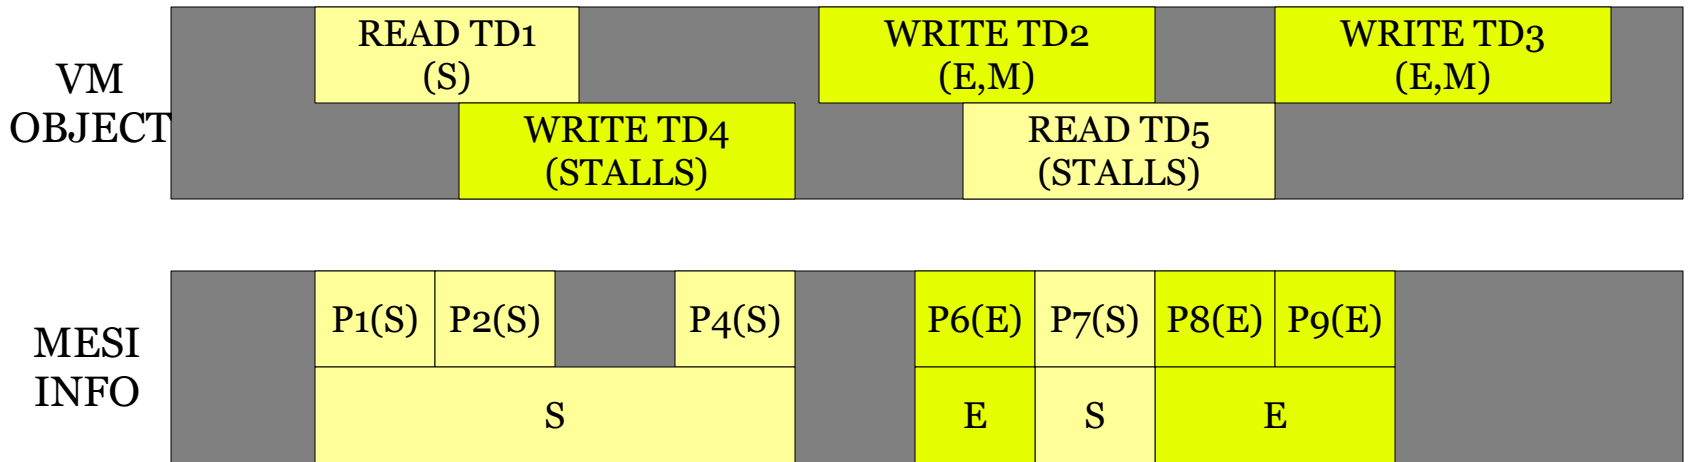 READ TD1
(S)
WRITE TD2
(E,M)
WRITE TD3
(E,M)
VM
OBJECT
WRITE TD4
(STALLS)
READ TD5
(STALLS)
MESI
INFO
P1(S)
P2(S)
P4(S)
P6(E)
P7(S)
P8(E)
P9(E)
S
E
S
E